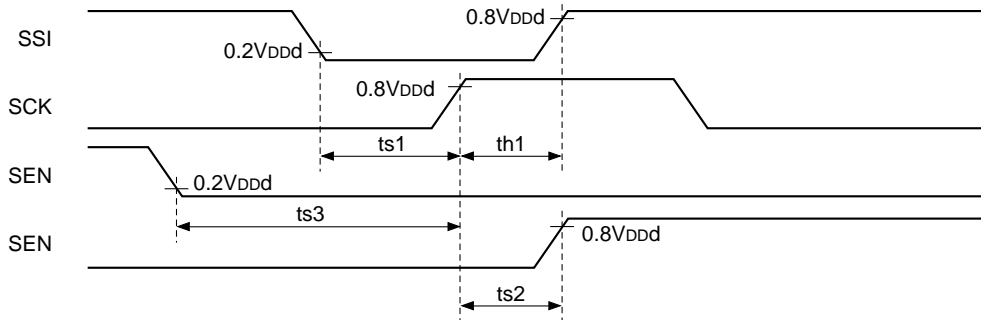 SSI
0.2VDDd
0.8VDDd
SCK
0.8VDDd
ts1
th1
SEN
0.2VDDd
ts3
SEN
0.8VDDd
ts2